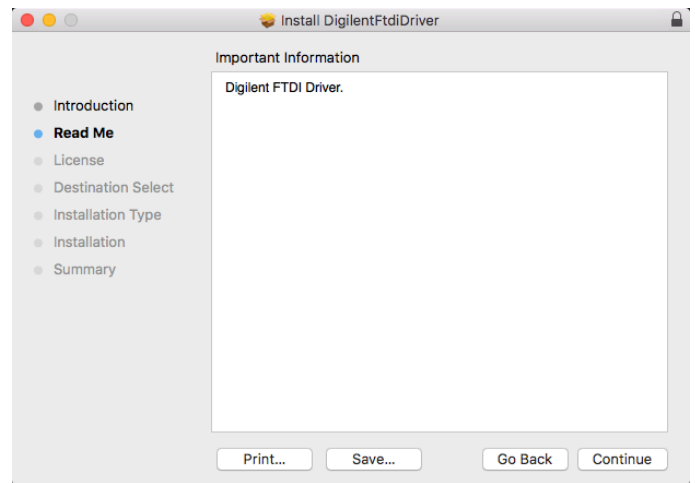 Install DigilentFtdiDriver
Important Information
Digilent FTDI Driver.
Introduction
Read Me
License
Destination Select
Installation Type
Installation
Summary
Print...
Save...
Go Back
Continue